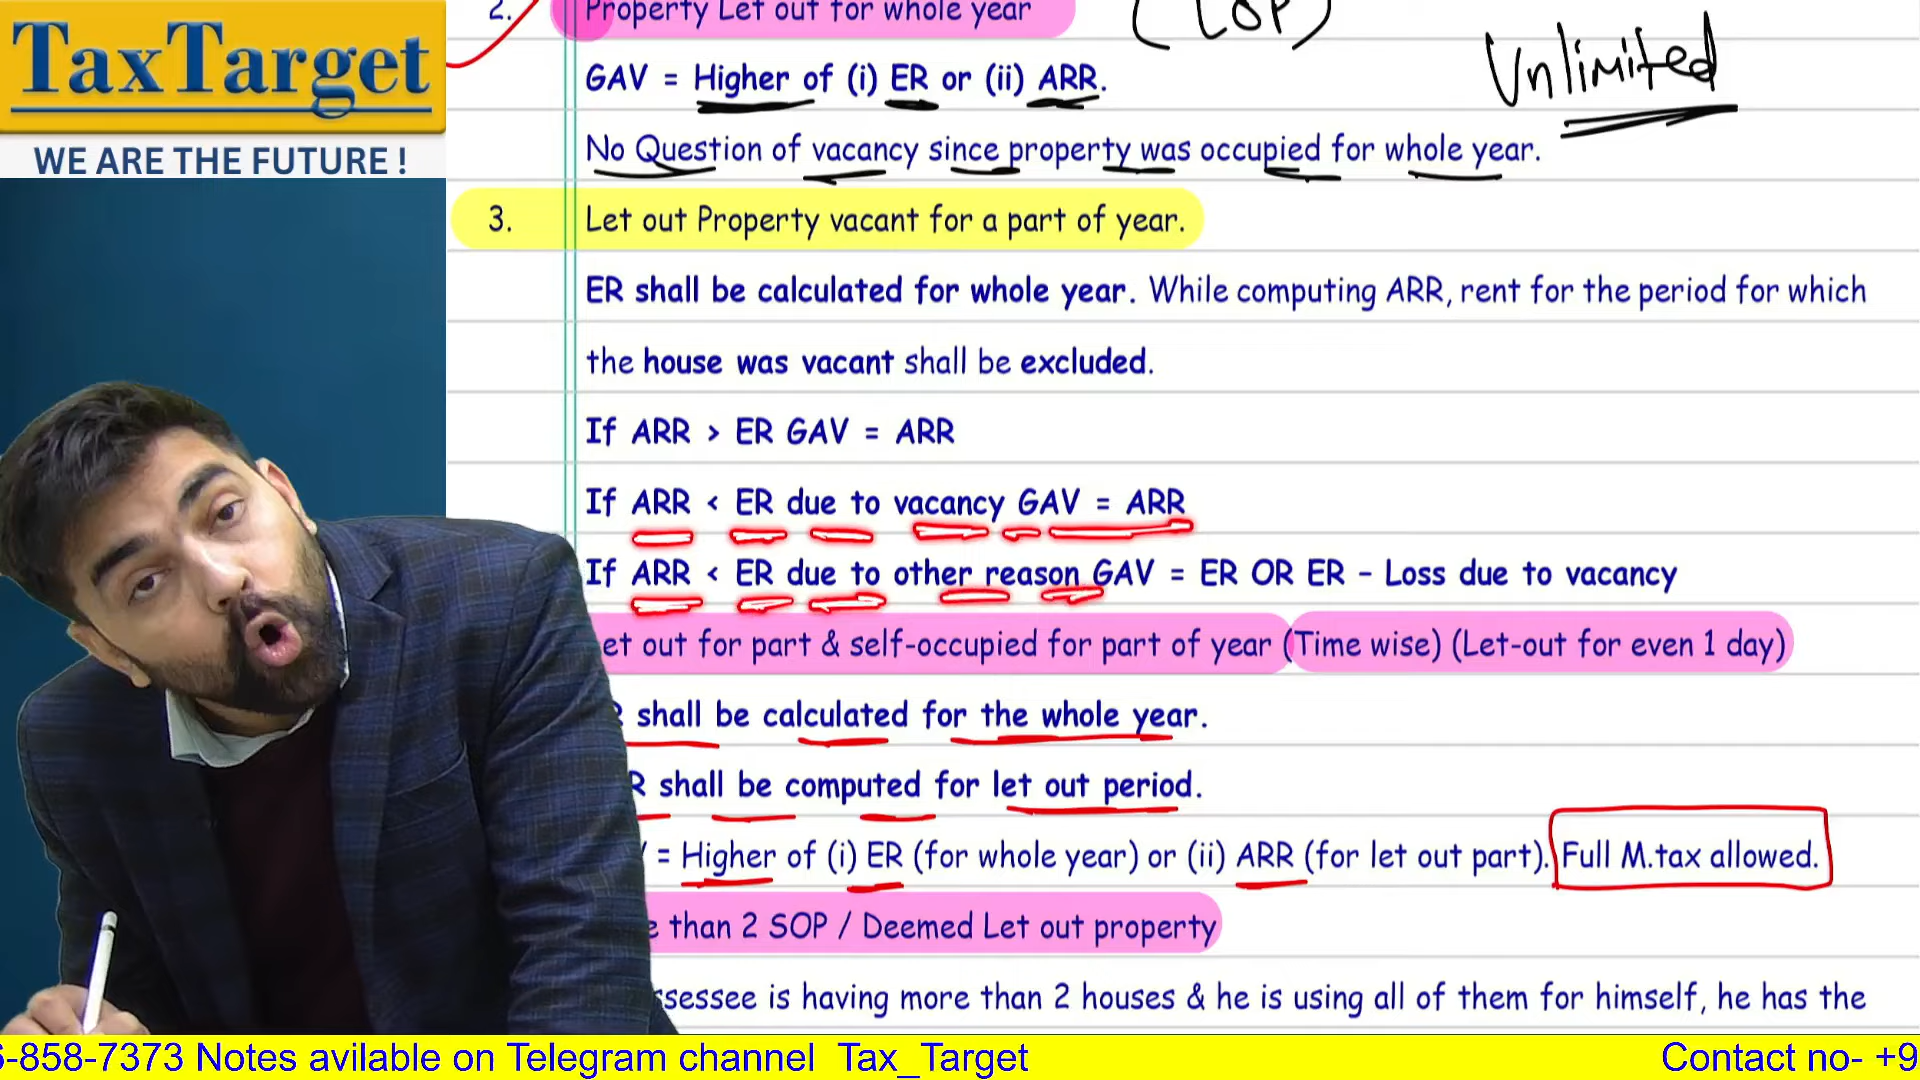 TaxTarget
WE ARE THE FUTURE !
2. Property Let out for whole year
(LOP)
Unlimited
GAV = Higher of (i) ER or (ii) ARR.
No Question of vacancy since property was occupied for whole year.
3. Let out Property vacant for a part of year.
ER shall be calculated for whole year. While computing ARR, rent for the period for which
the house was vacant shall be excluded.
If ARR > ER GAV = ARR
If ARR < ER due to vacancy GAV = ARR
If ARR < ER due to other reason GAV = ER OR ER - Loss due to vacancy
et out for part & self-occupied for part of year (Time wise) (Let-out for even 1 day)
shall be calculated for the whole year.
R shall be computed for let out period.
= Higher of (i) ER (for whole year) or (ii) ARR (for let out part). Full M.tax allowed.
e than 2 SOP / Deemed Let out property
ssessee is having more than 2 houses & he is using all of them for himself, he has the
6-858-7373 Notes avilable on Telegram channel Tax_Target
Contact no- +9